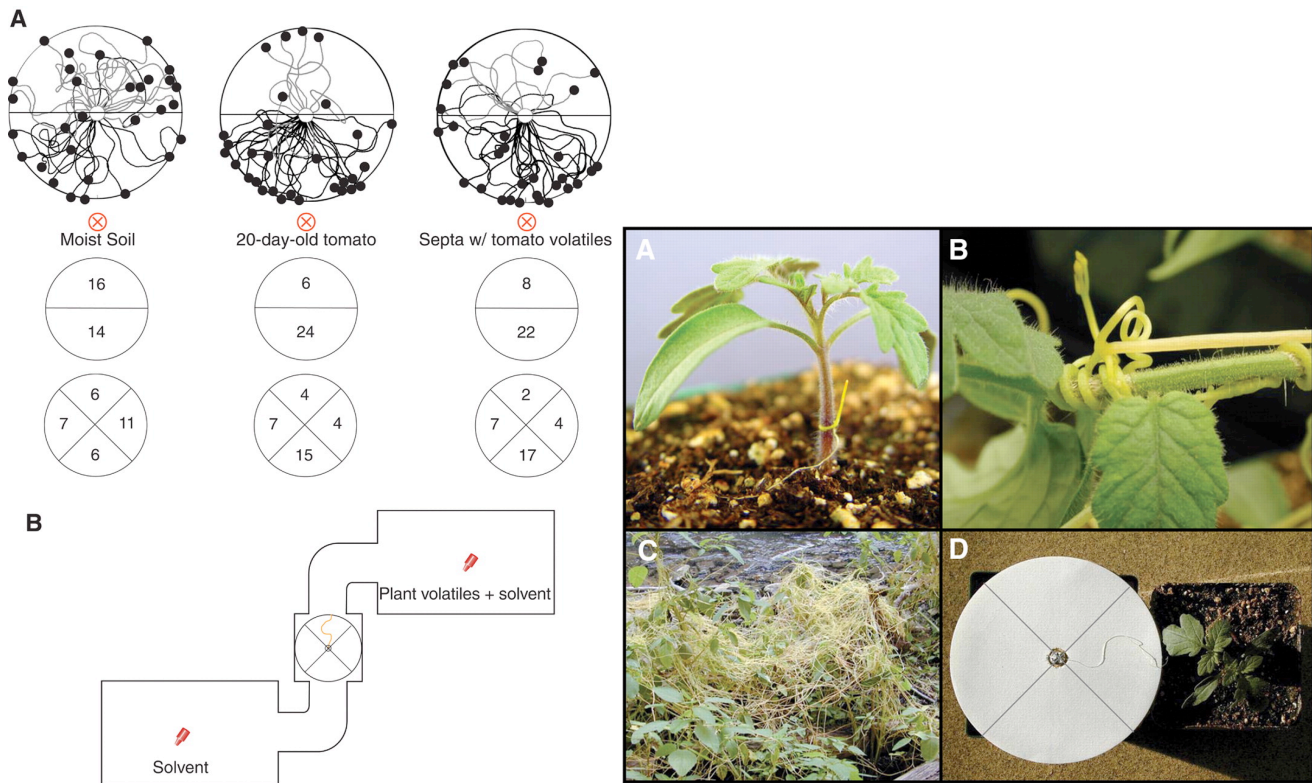 A
Moist Soil
20-day-old tomato
Septa w/ tomato volatiles
16
14
6
24
8
22
6
7
11
6
4
7
4
15
2
7
4
17
B
Plant volatiles + solvent
Solvent
A
B
C
D